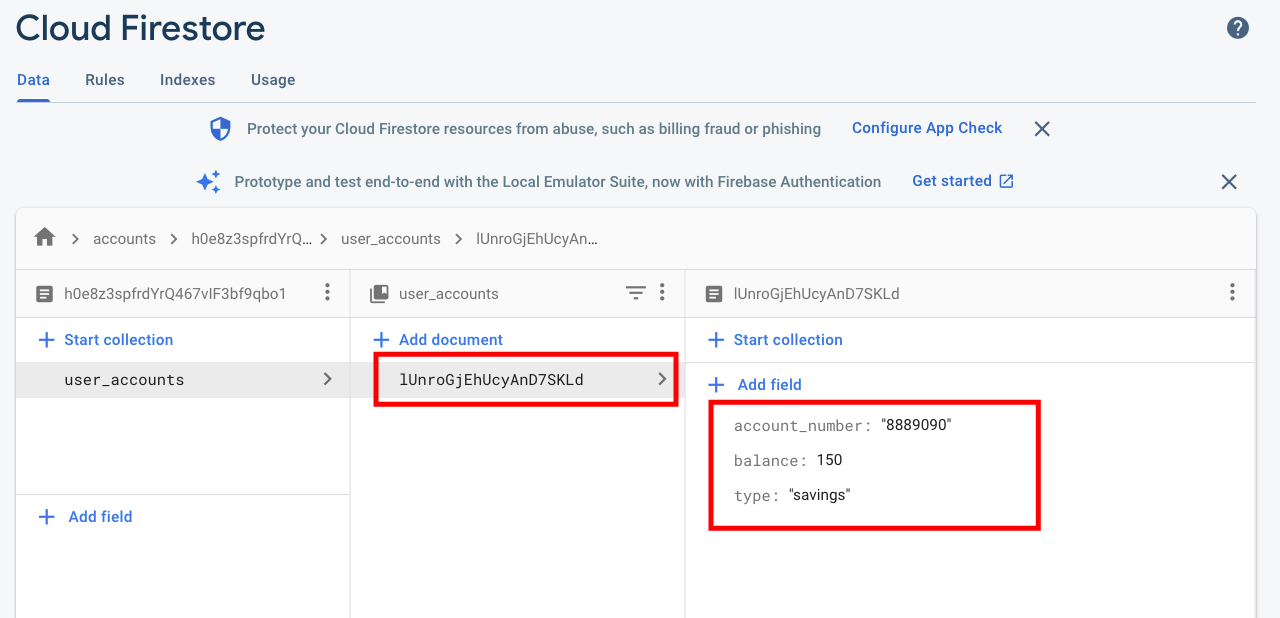 Cloud Firestore
Data Rules Indexes Usage
Protect your Cloud Firestore resources from abuse, such as billing fraud or phishing Configure App Check
Prototype and test end-to-end with the Local Emulator Suite, now with Firebase Authentication Get started
accounts h0e8z3spfrdYrQ... user_accounts lUnroGjEhUcyAn...
h0e8z3spfrdYrQ467vIF3bf9qbo1 user_accounts lUnroGjEhUcyAnD7SKLd
Start collection Add document Start collection
user_accounts lUnroGjEhUcyAnD7SKLd
Add field
account_number: "8889090"
balance: 150
type: "savings"
Add field